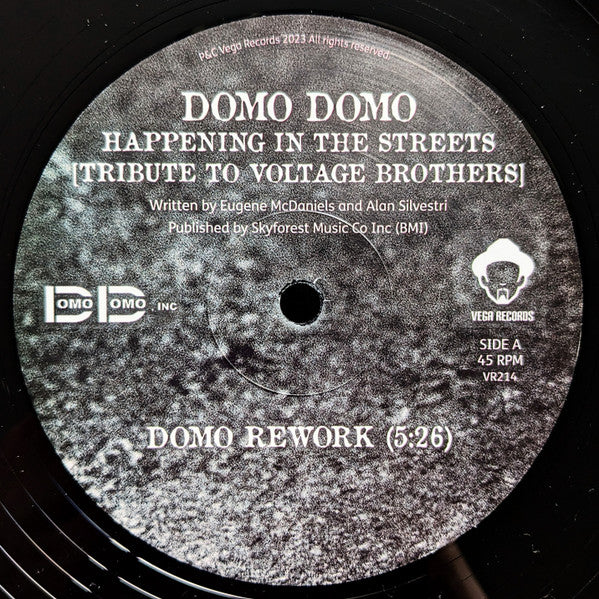 P&C Vega Records 2023 All rights reserved.
DOMO DOMO
HAPPENING IN THE STREETS
[TRIBUTE TO VOLTAGE BROTHERS]
Written by Eugene McDaniels and Alan Silvestri
Published by Skyforest Music Co Inc (BMI)
DOMO DOMO, INC
VEGA RECORDS
SIDE A
45 RPM
VR214
DOMO REWORK (5:26)